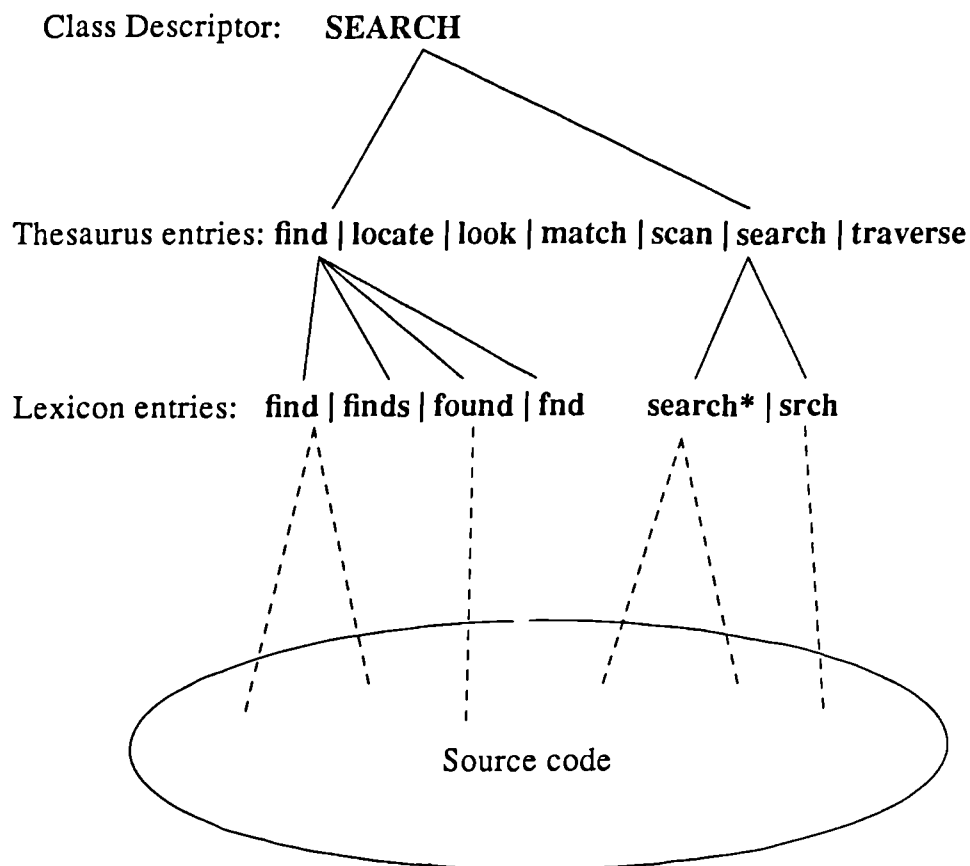 Class Descriptor: SEARCH
Thesaurus entries: find | locate | look | match | scan | search | traverse
Lexicon entries: find | finds | found | fnd search* | srch
Source code